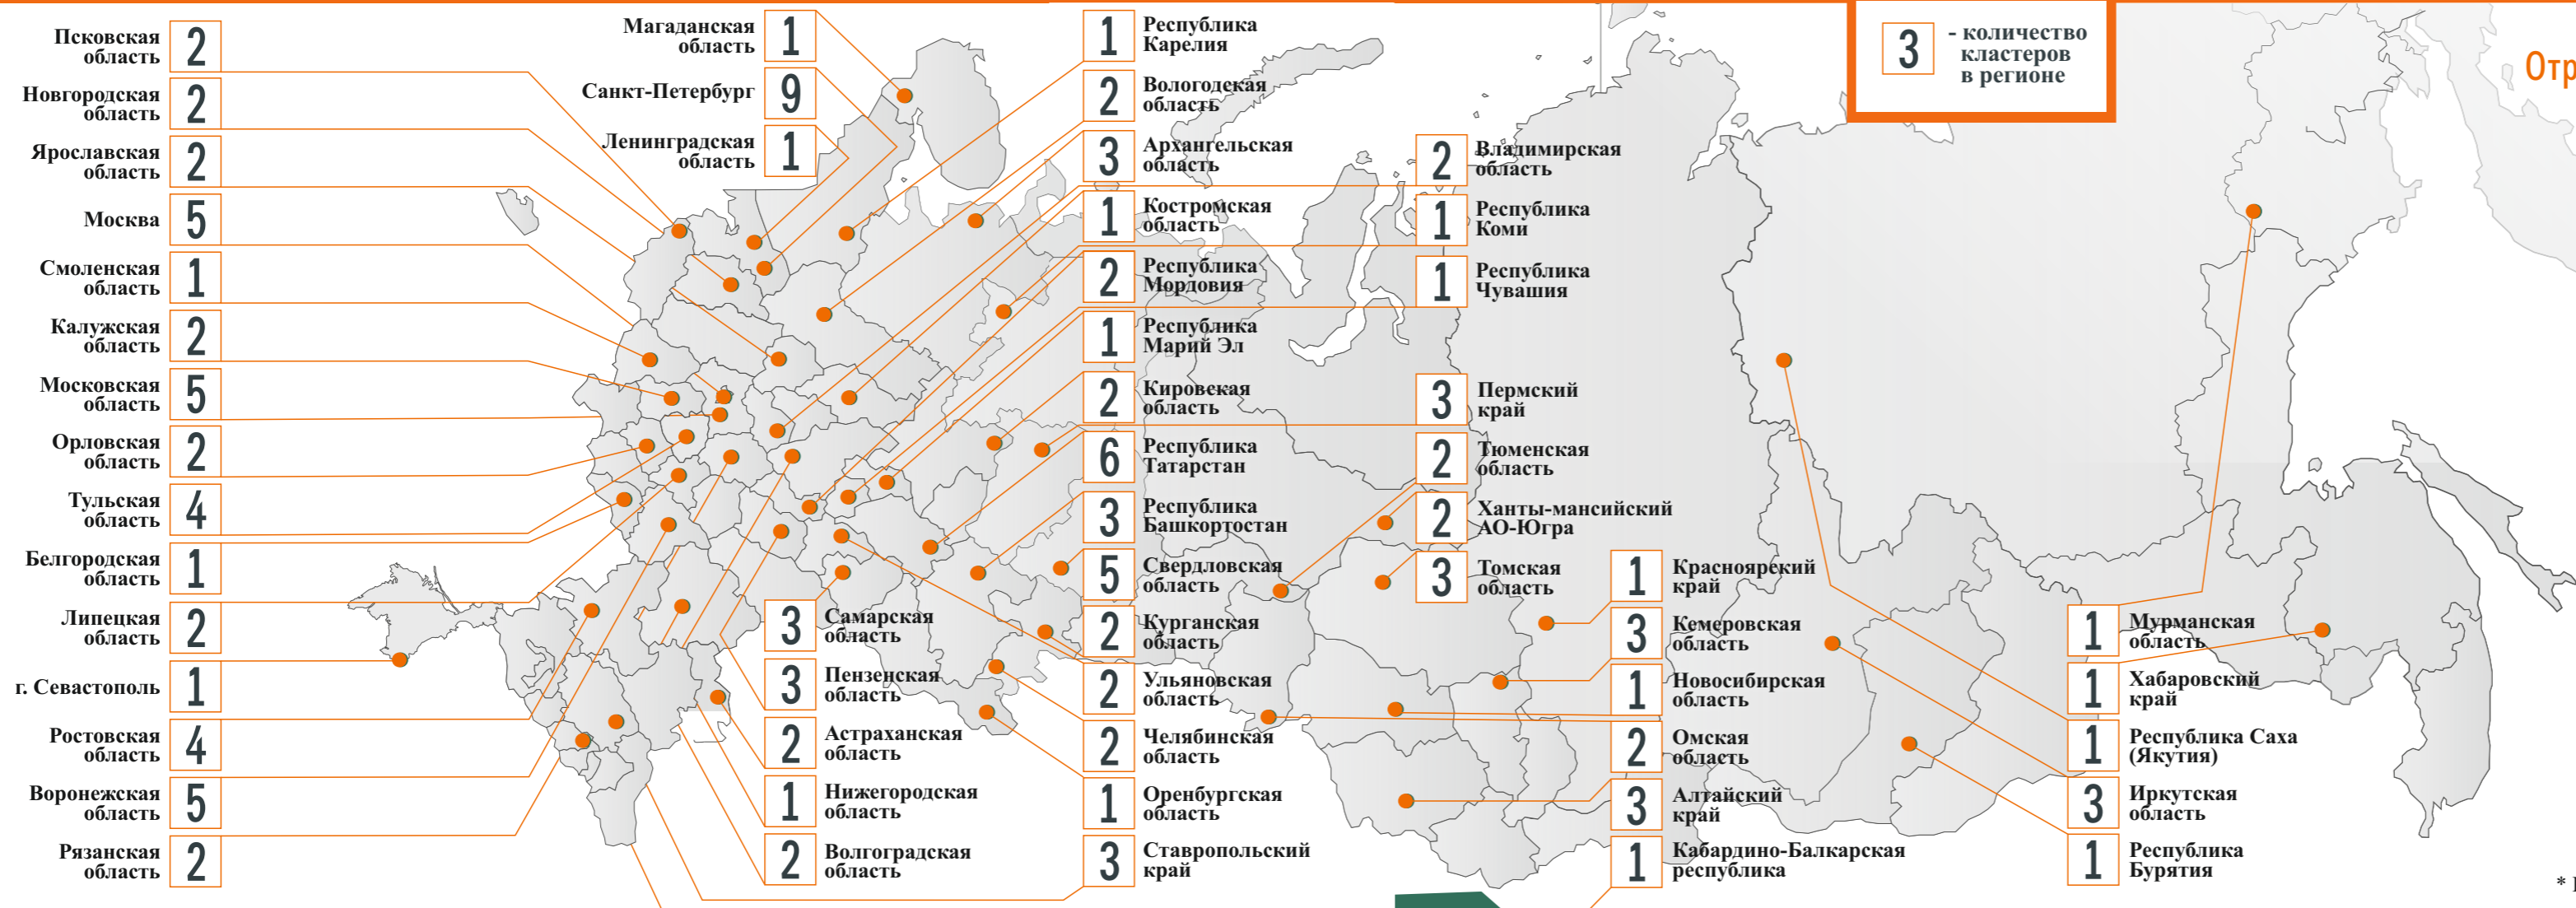 Псковская
область
2
Новгородская
область
2
Ярославская
область
2
Москва
5
Смоленская
область
1
Калужская
область
2
Московская
область
5
Орловская
область
2
Тульская
область
4
Белгородская
область
1
Липецкая
область
2
г. Севастополь
1
Ростовская
область
4
Воронежская
область
5
Рязанская
область
2
Магаданская
область
1
Санкт-Петербург
9
Ленинградская
область
1
3
Самарская
область
3
Пензенская
область
2
Астраханская
область
1
Нижегородская
область
2
Волгоградская
область
1
Республика
Карелия
2
Вологодская
область
3
Архангельская
область
1
Костромская
область
2
Республика
Мордовия
1
Республика
Марий Эл
2
Кировская
область
6
Республика
Татарстан
3
Республика
Башкортостан
5
Свердловская
область
2
Курганская
область
2
Ульяновская
область
2
Челябинская
область
1
Оренбургская
область
3
Ставропольский
край
2
Владимирская
область
1
Республика
Коми
1
Республика
Чувашия
3
Пермский
край
2
Тюменская
область
2
Ханты-мансийский
АО-Югра
3
Томская
область
1
Красноярский
край
3
Кемеровская
область
1
Новосибирская
область
2
Омская
область
3
Алтайский
край
1
Кабардино-Балкарская
республика
3
- количество
кластеров
в регионе
1
Мурманская
область
1
Хабаровский
край
1
Республика Саха
(Якутия)
3
Иркутская
область
1
Республика
Бурятия
Отр
*